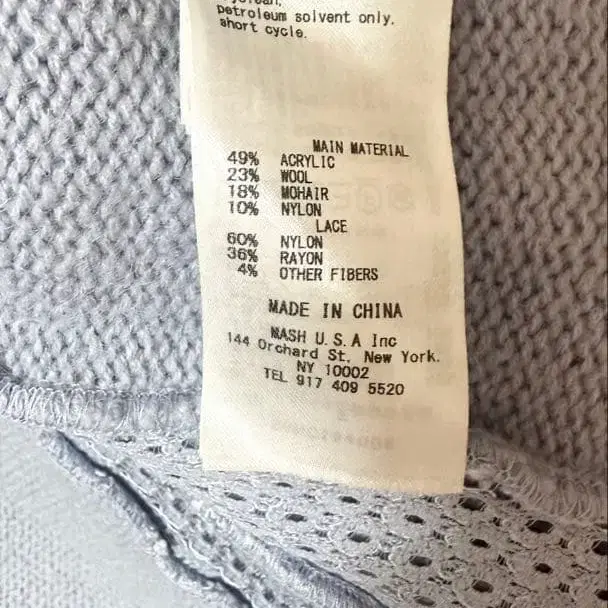 petroleum solvent only.
short cycle.
MAIN MATERIAL
49% ACRYLIC
23% WOOL
18% MOHAIR
10% NYLON
LACE
60% NYLON
36% RAYON
4% OTHER FIBERS
MADE IN CHINA
MASH U.S.A Inc
144 Orchard St. New York.
NY 10002
TEL 917 409 5520